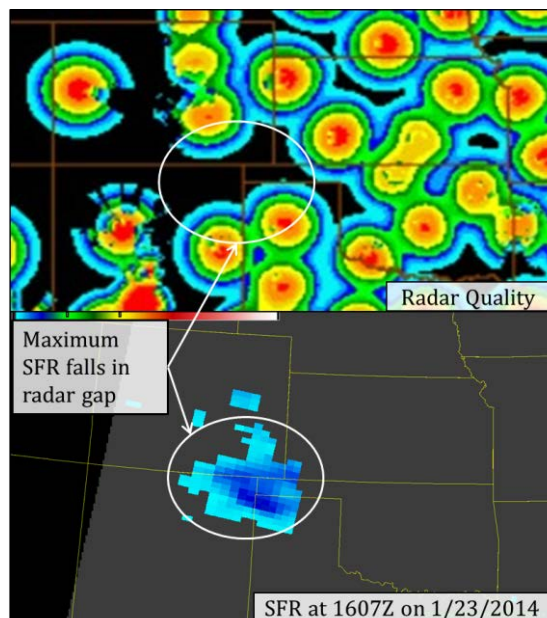 Radar Quality
Maximum
SFR falls in
radar gap
SFR at 1607Z on 1/23/2014